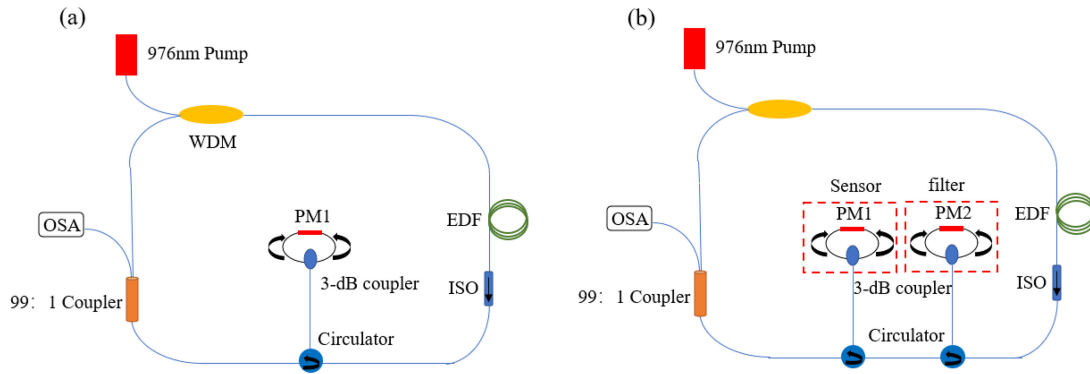 (a)
976nm Pump
WDM
OSA
PM1
EDF
3-dB coupler
ISO
99： 1 Coupler
Circulator
(b)
976nm Pump
Sensor
filter
OSA
PM1
PM2
EDF
3-dB coupler
ISO
99： 1 Coupler
Circulator